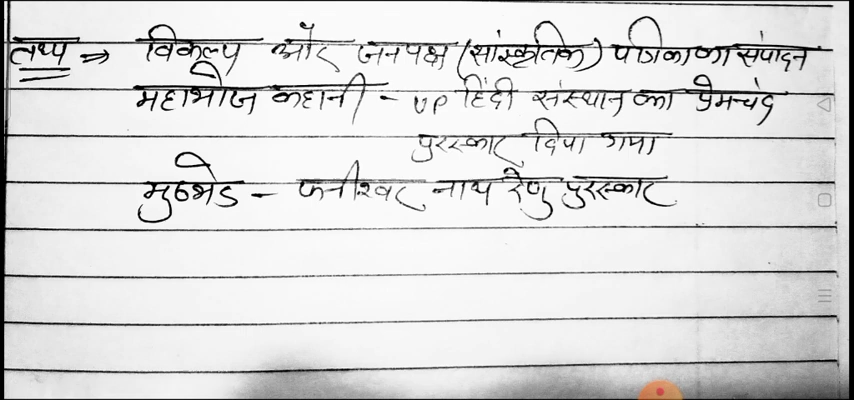 तथ्य ⇒ विकल्प और जनपक्ष (सांस्कृतिक) पत्रिका का संपादन
महाभोज कहानी - UP हिंदी संस्थान का प्रेमचंद
पुरस्कार दिया गया
मुठभेड - फनीश्वर नाथ रेणु पुरस्कार